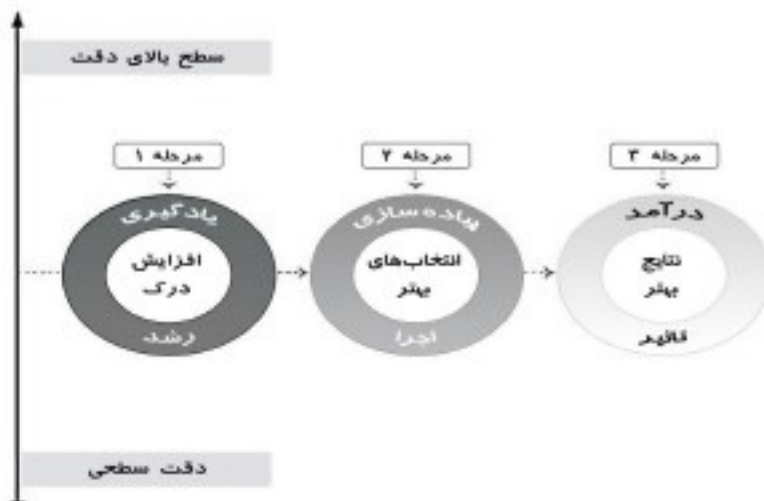 سطح بالای دقت
مرحله ۱
یادگیری
افزایش
درک
رشد
مرحله ۲
پیاده‌سازی
انتخاب‌های
بهتر
اجرا
مرحله ۳
درآمد
نتایج
بهتر
تاثیر
دقت سطحی